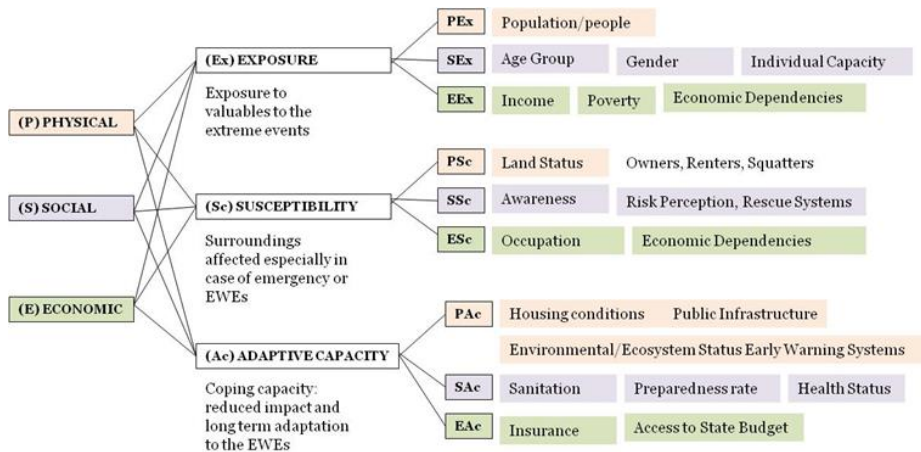 (P) PHYSICAL
(S) SOCIAL
(E) ECONOMIC
(Ex) EXPOSURE
Exposure to
valuables to the
extreme events
(Sc) SUSCEPTIBILITY
Surroundings
affected especially in
case of emergency or
EWEs
(Ac) ADAPTIVE CAPACITY
Coping capacity:
reduced impact and
long term adaptation
to the EWEs
PEx Population/people
SEx Age Group Gender Individual Capacity
EEx Income Poverty Economic Dependencies
PSc Land Status Owners, Renters, Squatters
SSc Awareness Risk Perception, Rescue Systems
ESc Occupation Economic Dependencies
PAc Housing conditions Public Infrastructure
Environmental/Ecosystem Status Early Warning Systems
SAc Sanitation Preparedness rate Health Status
EAc Insurance Access to State Budget